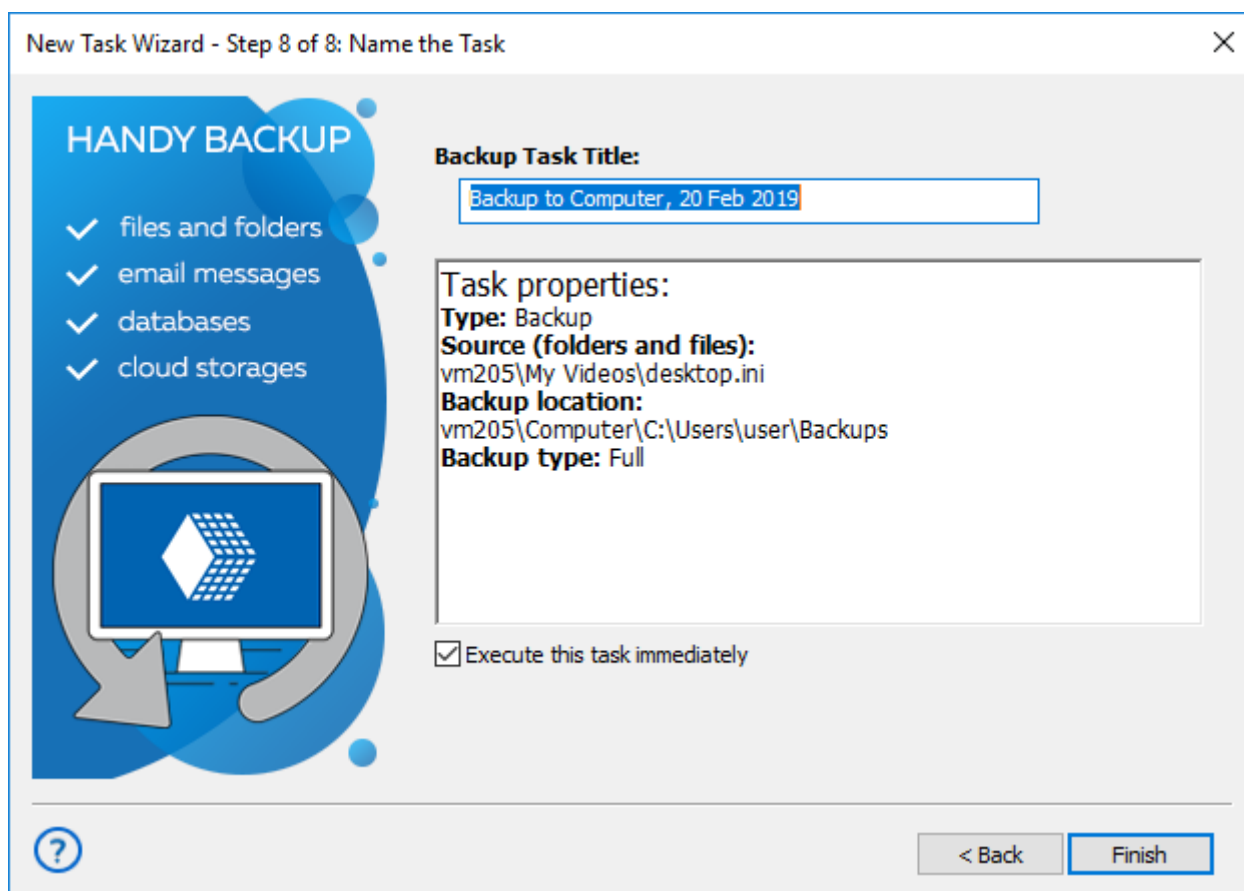 New Task Wizard - Step 8 of 8: Name the Task
HANDY BACKUP
files and folders
email messages
databases
cloud storages
Backup Task Title:
Backup to Computer, 20 Feb 2019
Task properties:
Type: Backup
Source (folders and files):
vm205\My Videos\desktop.ini
Backup location:
vm205\Computer\C:\Users\user\Backups
Backup type: Full
Execute this task immediately
?
< Back
Finish